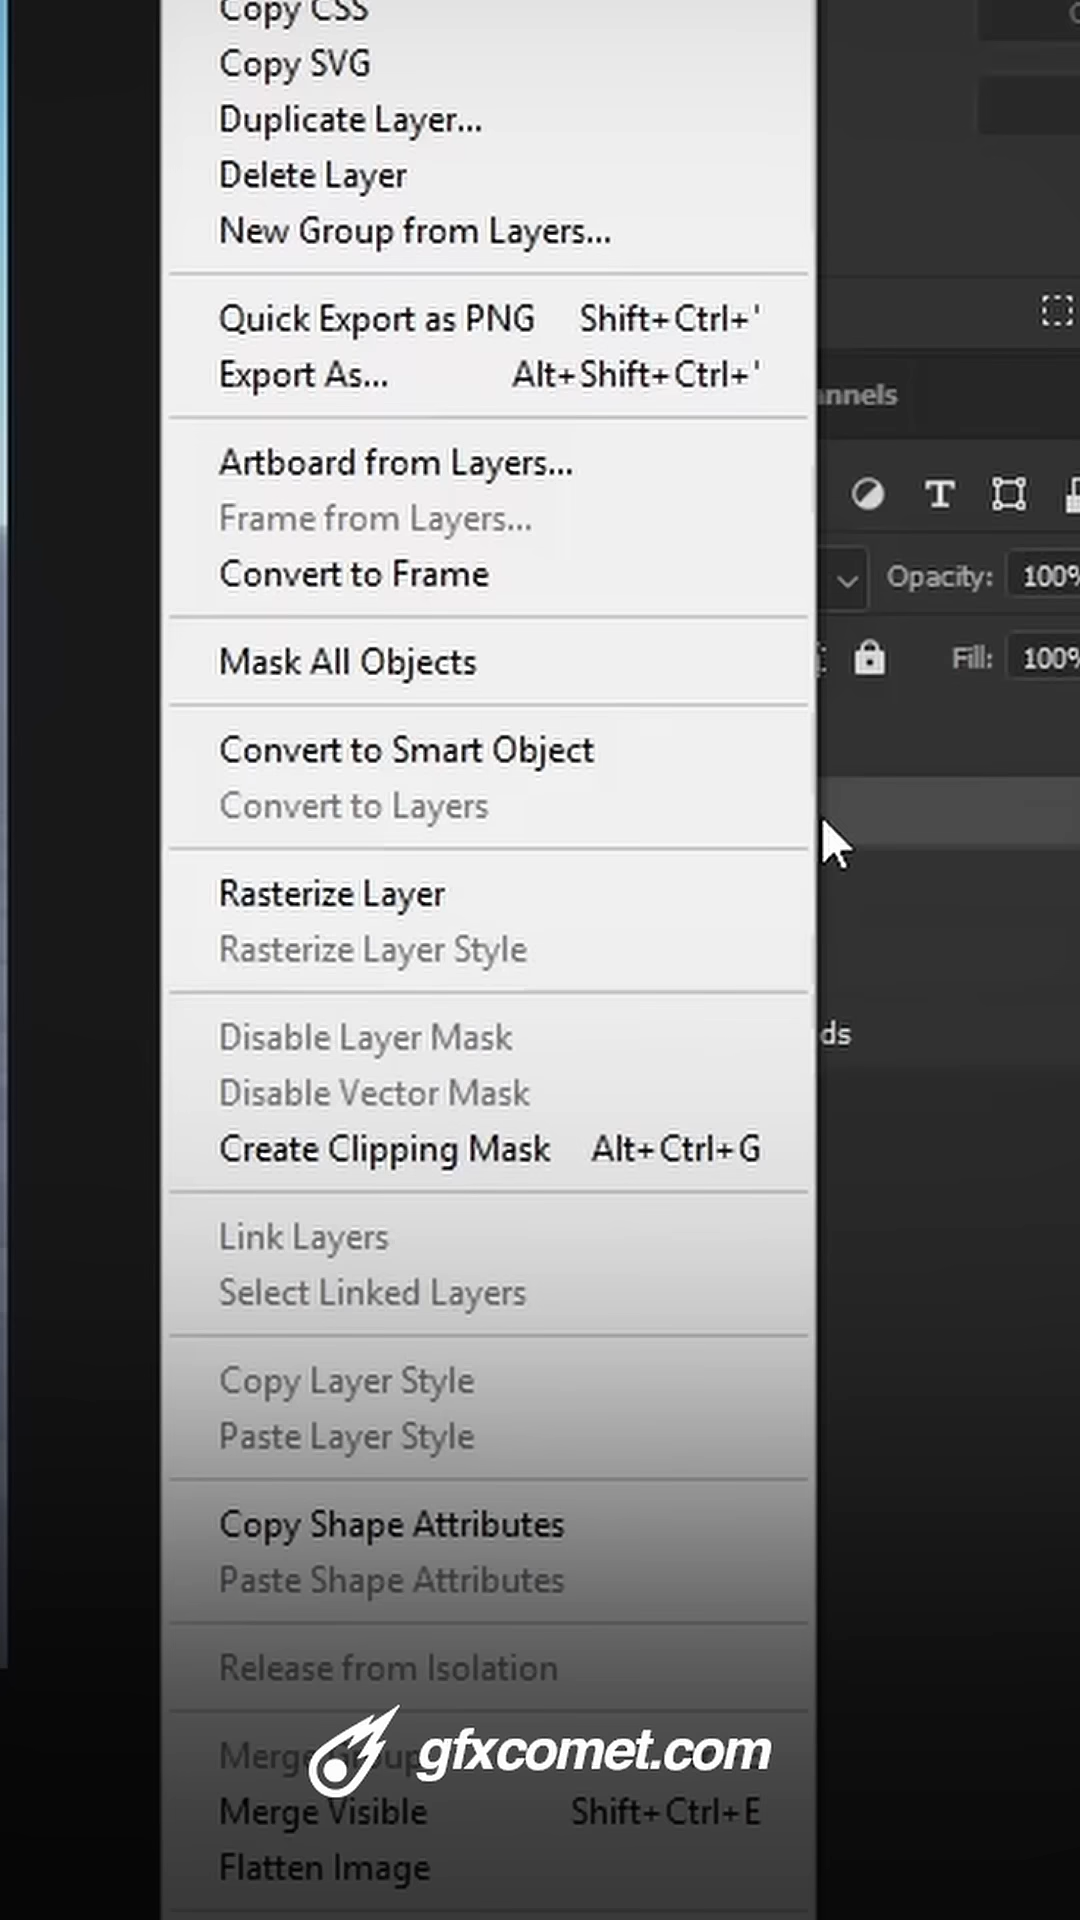 Copy CSS
Copy SVG
Duplicate Layer...
Delete Layer
New Group from Layers...
Quick Export as PNG Shift+Ctrl+'
Export As... Alt+Shift+Ctrl+'
annels
Artboard from Layers...
T
Frame from Layers...
Convert to Frame
Opacity: 100%
Mask All Objects
Fill: 100%
Convert to Smart Object
Convert to Layers
Rasterize Layer
Rasterize Layer Style
Disable Layer Mask
ds
Disable Vector Mask
Create Clipping Mask Alt+Ctrl+G
Link Layers
Select Linked Layers
Copy Layer Style
Paste Layer Style
Copy Shape Attributes
Paste Shape Attributes
Release from Isolation
gfxcomet.com
Merge Visible Shift+Ctrl+E
Flatten Image